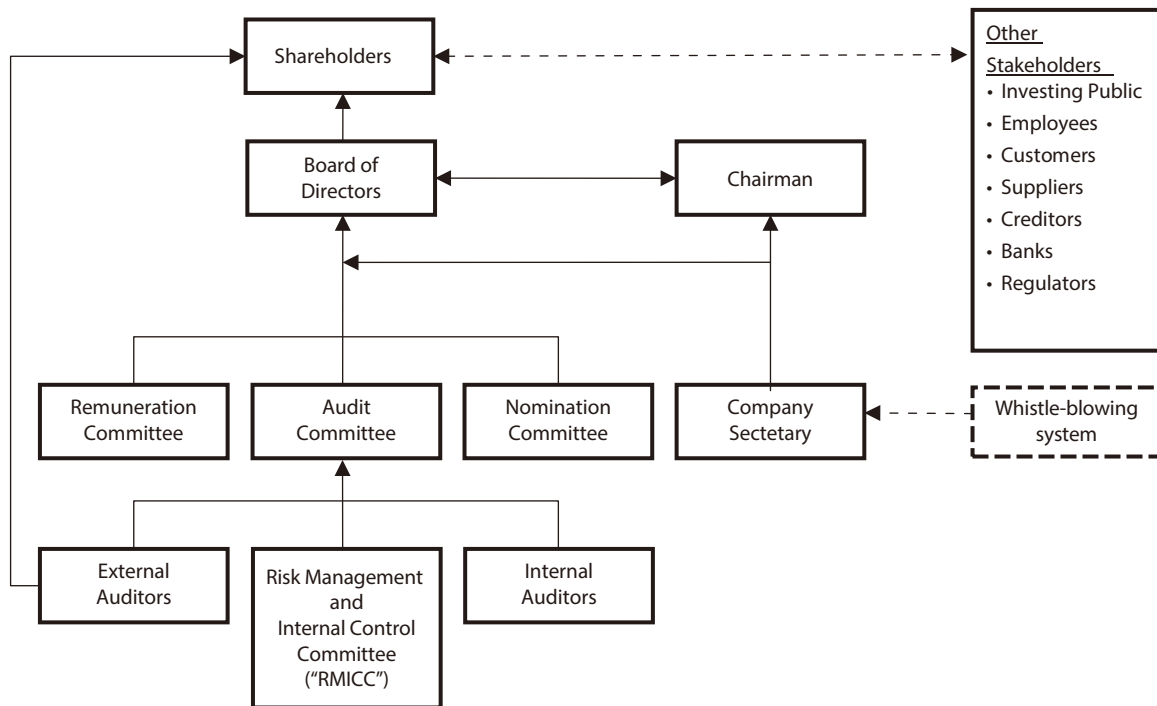 Shareholders
Other
Stakeholders
• Investing Public
• Employees
• Customers
• Suppliers
• Creditors
• Banks
• Regulators
Board of
Directors
Chairman
Remuneration
Committee
Audit
Committee
Nomination
Committee
Company
Sectetary
Whistle-blowing
system
External
Auditors
Risk Management
and
Internal Control
Committee
(“RMICC”)
Internal
Auditors